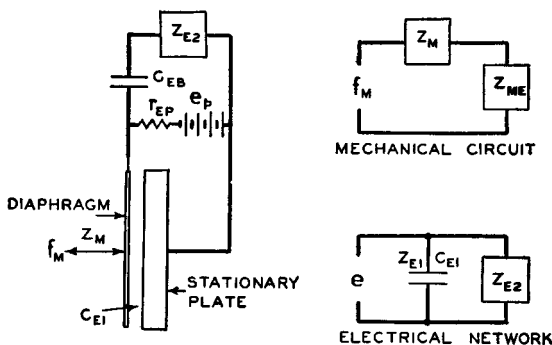 Z_E2
C_EB
r_EP e_p
DIAPHRAGM
Z_M
f_M
C_E1
STATIONARY
PLATE
Z_M
f_M
Z_ME
MECHANICAL CIRCUIT
Z_E1 C_E1
e
Z_E2
ELECTRICAL NETWORK